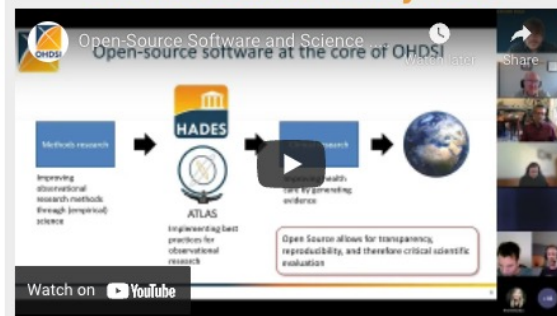 OHDSI
Open-Source Software and Science ...
Open-source software at the core of OHDSI
Watch later
Share
Methods research
HADES
research
Improving
observational
research methods
through (empirical)
science
ATLAS
Implementing best
practices for
observational
research
Improving health
care by generating
evidence
Open Source allows for transparency,
reproducibility, and therefore critical scientific
evaluation
Watch on YouTube